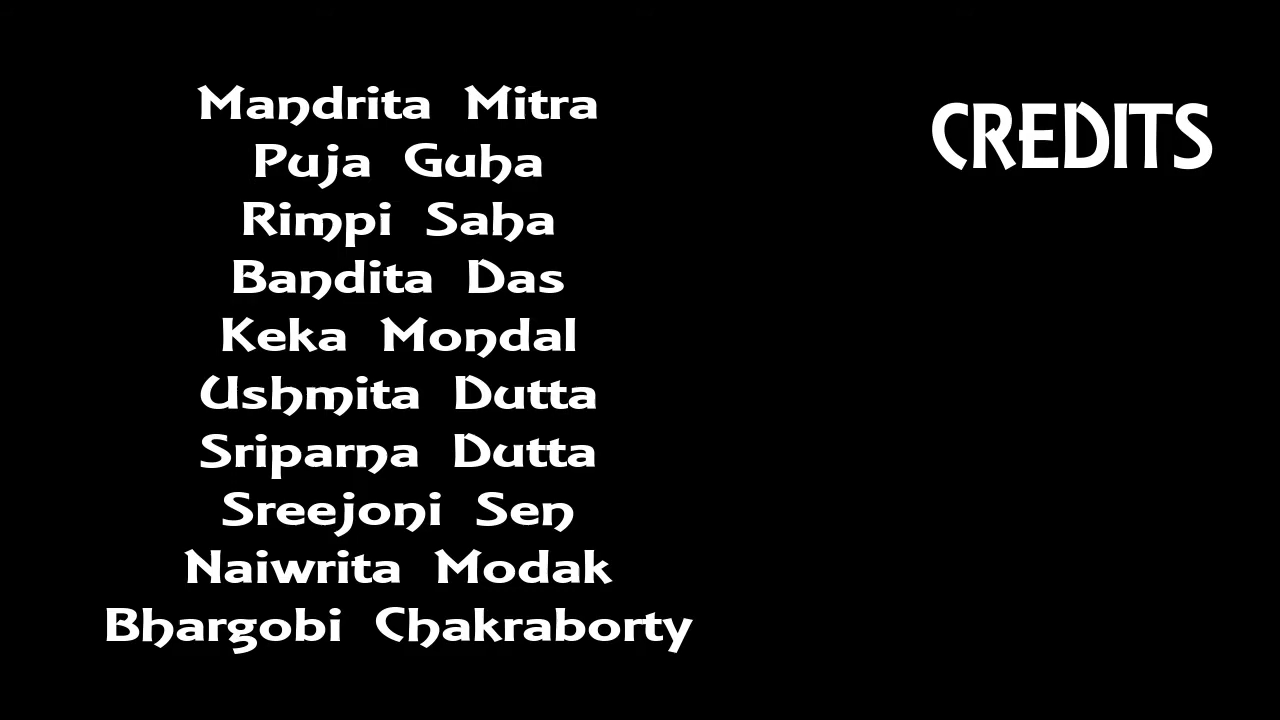 CREDITS
Mandrita Mitra
Puja Guha
Rimpi Saha
Bandita Das
Keka Mondal
Ushmita Dutta
Sriparna Dutta
Sreejoni Sen
Naiwrita Modak
Bhargobi Chakraborty